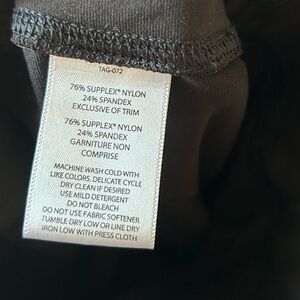 TAG-072
76% SUPPLEX® NYLON
24% SPANDEX
EXCLUSIVE OF TRIM
76% SUPPLEX® NYLON
24% SPANDEX
GARNITURE NON
COMPRISE
MACHINE WASH COLD WITH
LIKE COLORS, DELICATE CYCLE
DRY CLEAN IF DESIRED
USE MILD DETERGENT
DO NOT BLEACH
DO NOT USE FABRIC SOFTENER
TUMBLE DRY LOW OR LINE DRY
IRON LOW WITH PRESS CLOTH